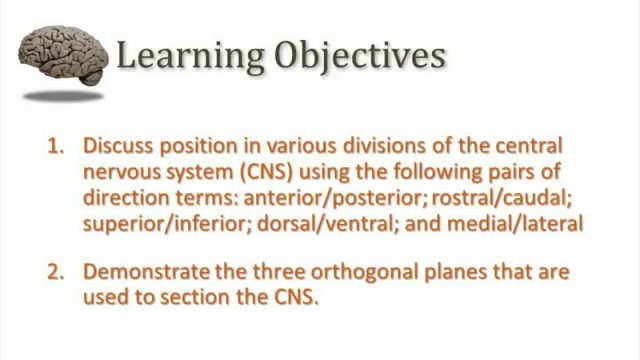 Learning Objectives
1. Discuss position in various divisions of the central
nervous system (CNS) using the following pairs of
direction terms: anterior/posterior; rostral/caudal;
superior/inferior; dorsal/ventral; and medial/lateral
2. Demonstrate the three orthogonal planes that are
used to section the CNS.